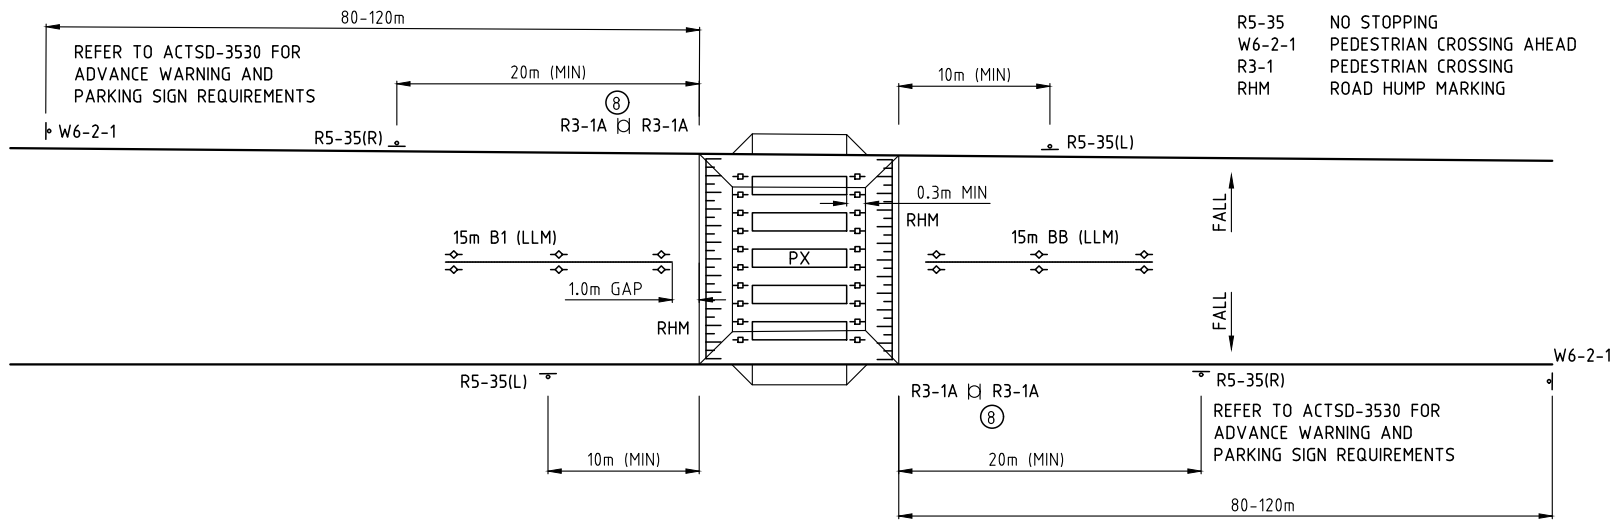 80-120m
R5-35 NO STOPPING
W6-2-1 PEDESTRIAN CROSSING AHEAD
R3-1 PEDESTRIAN CROSSING
RHM ROAD HUMP MARKING
REFER TO ACTSD-3530 FOR
ADVANCE WARNING AND
PARKING SIGN REQUIREMENTS
20m (MIN)
10m (MIN)
8
W6-2-1
R5-35(R)
R3-1A R3-1A
R5-35(L)
0.3m MIN
RHM
FALL
15m B1 (LLM)
PX
15m BB (LLM)
1.0m GAP
RHM
FALL
W6-2-1
R5-35(L)
R3-1A R3-1A
8
R5-35(R)
REFER TO ACTSD-3530 FOR
ADVANCE WARNING AND
PARKING SIGN REQUIREMENTS
10m (MIN)
20m (MIN)
80-120m